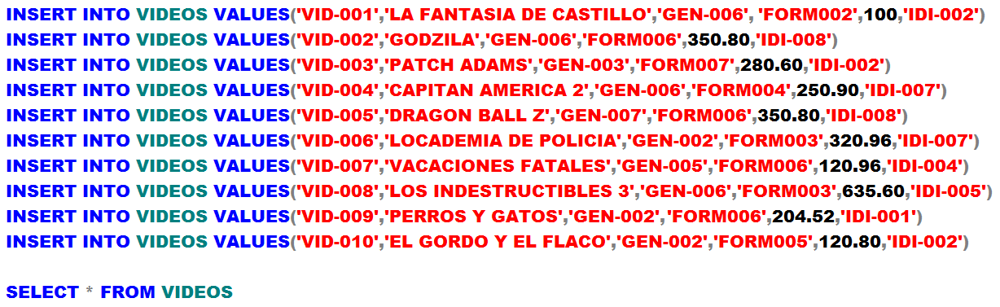 INSERT INTO VIDEOS VALUES('VID-001','LA FANTASIA DE CASTILLO','GEN-006', 'FORM002',100,'IDI-002')
INSERT INTO VIDEOS VALUES('VID-002','GODZILA','GEN-006','FORM006',350.80,'IDI-008')
INSERT INTO VIDEOS VALUES('VID-003','PATCH ADAMS','GEN-003','FORM007',280.60,'IDI-002')
INSERT INTO VIDEOS VALUES('VID-004','CAPITAN AMERICA 2','GEN-006','FORM004',250.90,'IDI-007')
INSERT INTO VIDEOS VALUES('VID-005','DRAGON BALL Z','GEN-007','FORM006',350.80,'IDI-008')
INSERT INTO VIDEOS VALUES('VID-006','LOCADEMIA DE POLICIA','GEN-002','FORM003',320.96,'IDI-007')
INSERT INTO VIDEOS VALUES('VID-007','VACACIONES FATALES','GEN-005','FORM006',120.96,'IDI-004')
INSERT INTO VIDEOS VALUES('VID-008','LOS INDESTRUCTIBLES 3','GEN-006','FORM003',635.60,'IDI-005')
INSERT INTO VIDEOS VALUES('VID-009','PERROS Y GATOS','GEN-002','FORM006',204.52,'IDI-001')
INSERT INTO VIDEOS VALUES('VID-010','EL GORDO Y EL FLACO','GEN-002','FORM005',120.80,'IDI-002')
SELECT * FROM VIDEOS